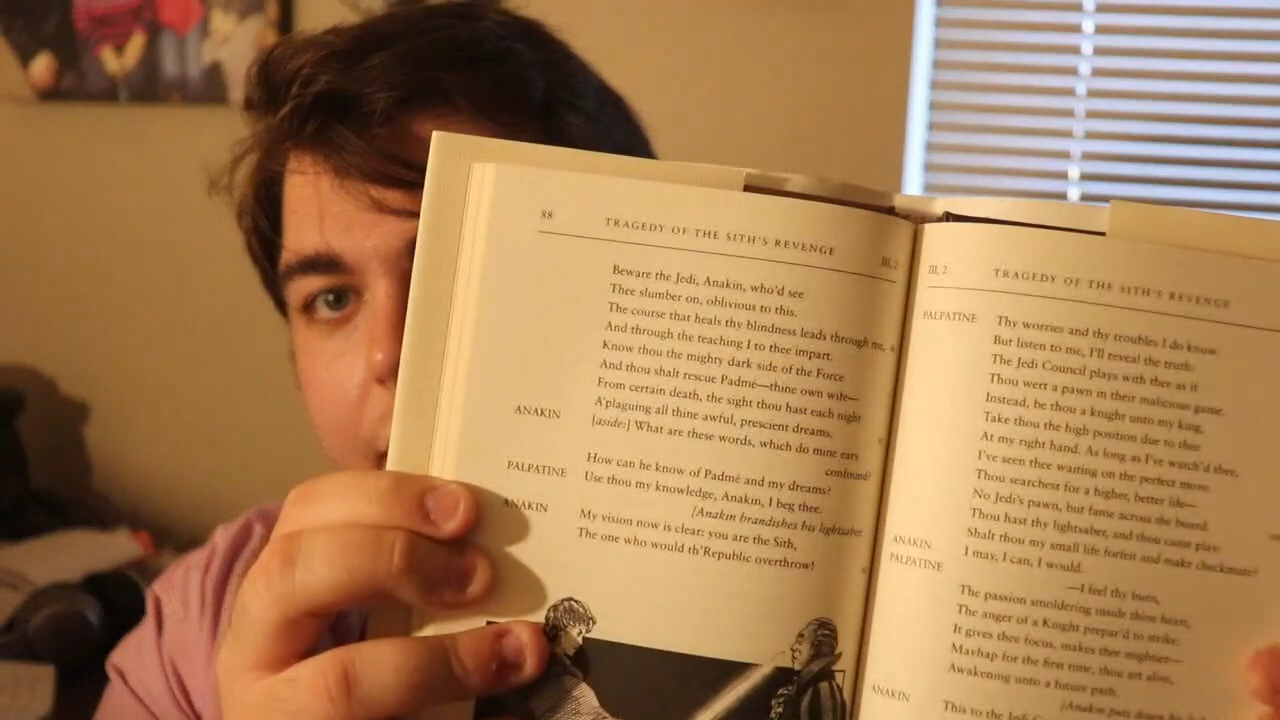 88
TRAGEDY OF THE SITH'S REVENGE
III, 2
Beware the Jedi, Anakin, who'd see
Thee slumber on, oblivious to this.
The course that heals thy blindness leads through me,
And through the teaching I to thee impart.
Know thou the mighty dark side of the Force
And thou shalt rescue Padmé—thine own wife—
From certain death, the sight thou hast each night
A'plaguing all thine awful, prescient dreams.
ANAKIN [aside:] What are these words, which do mine ears
confound?
How can he know of Padmé and my dreams?
PALPATINE Use thou my knowledge, Anakin, I beg thee.
[Anakin brandishes his lightsaber.
ANAKIN My vision now is clear: you are the Sith,
The one who would th'Republic overthrow!
III, 2
TRAGEDY OF THE SITH'S REVENGE
PALPATINE Thy worries and thy troubles I do know.
But listen to me, I'll reveal the truth:
The Jedi Council plays with thee as if
Thou wert a pawn in their malicious game.
Instead, be thou a knight unto my king,
Take thou the high position due to thee
At my right hand. As long as I've watch'd thee,
I've seen thee waiting on the perfect move.
Thou searchest for a higher, better life—
No Jedi's pawn, but fame across the board.
Thou hast thy lightsaber, and thou canst play:
Shalt thou my small life forfeit and make checkmate?
ANAKIN I may, I can, I would.
PALPATINE —I feel thy burn,
The passion smoldering inside thine heart,
The anger of a Knight prepar'd to strike.
It gives thee focus, makes thee mightier—
Mayhap for the first time, thou art alive,
Awakening unto a future path.
[Anakin puts down his
ANAKIN This to the Jedi